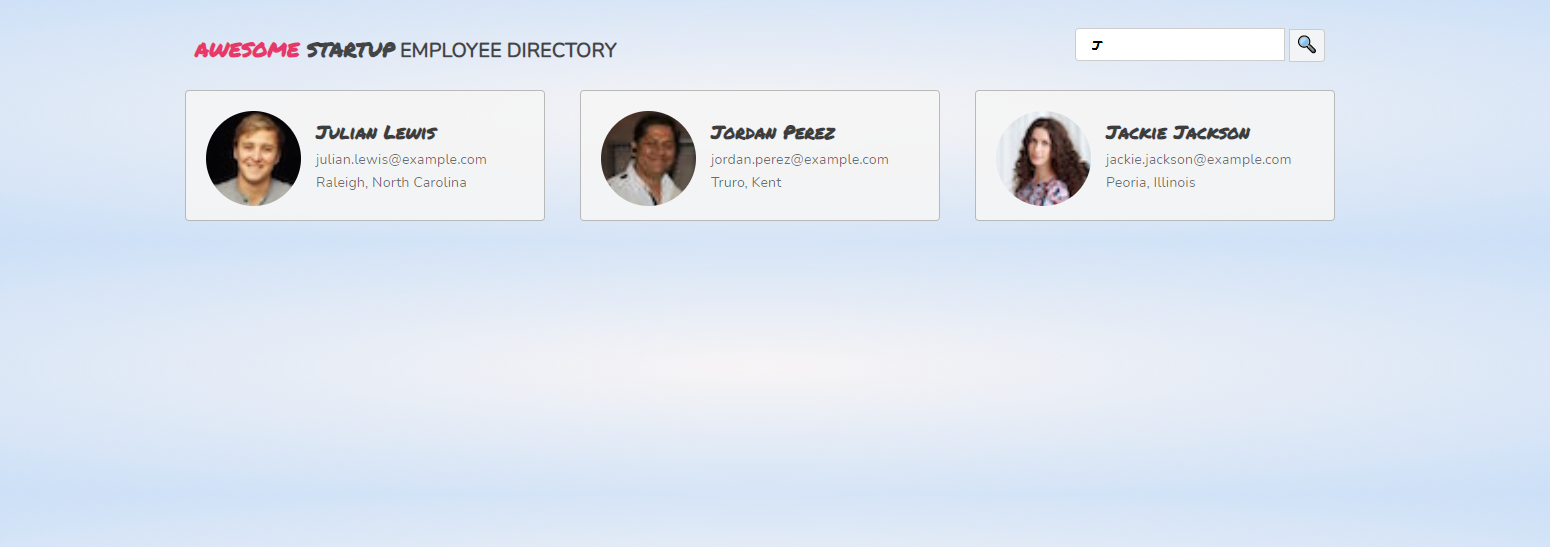 AWESOME STARTUP EMPLOYEE DIRECTORY
J
Julian Lewis
julian.lewis@example.com
Raleigh, North Carolina
Jordan Perez
jordan.perez@example.com
Truro, Kent
Jackie Jackson
jackie.jackson@example.com
Peoria, Illinois